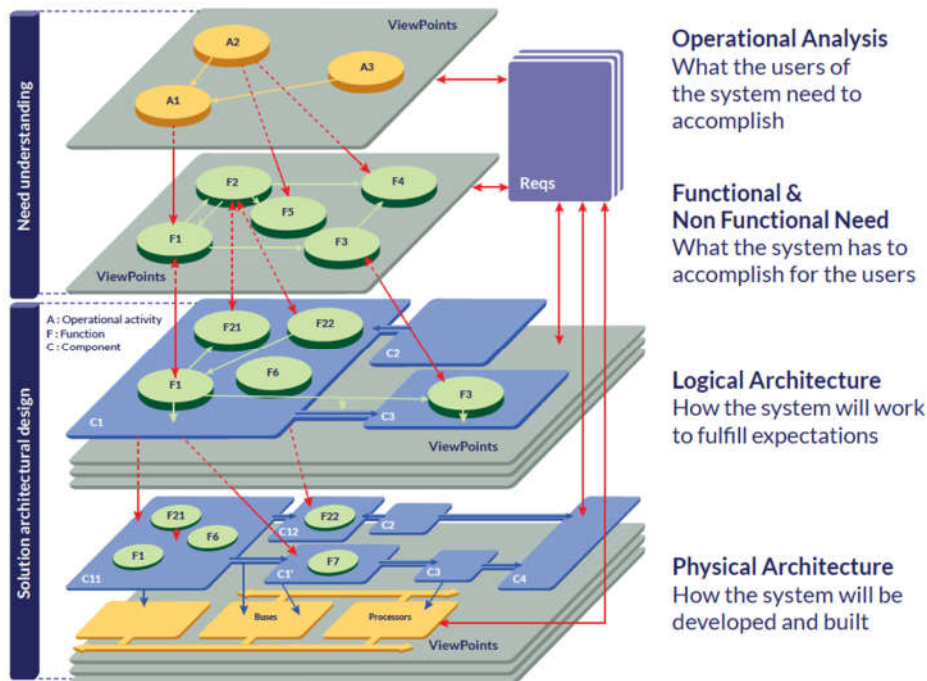 Need understanding
ViewPoints
A2
A3
A1
Operational Analysis
What the users of
the system need to
accomplish
Reqs
F2
F4
F5
F1
F3
ViewPoints
Functional &
Non Functional Need
What the system has to
accomplish for the users
Solution architectural design
A : Operational activity
F : Function
C : Component
F21
F22
C2
F6
F1
F3
C1
C3
ViewPoints
Logical Architecture
How the system will work
to fulfill expectations
F21
F22
F6
C12
C2
F1
F7
C11
C1'
C3
C4
Buses
Processors
ViewPoints
Physical Architecture
How the system will be
developed and built